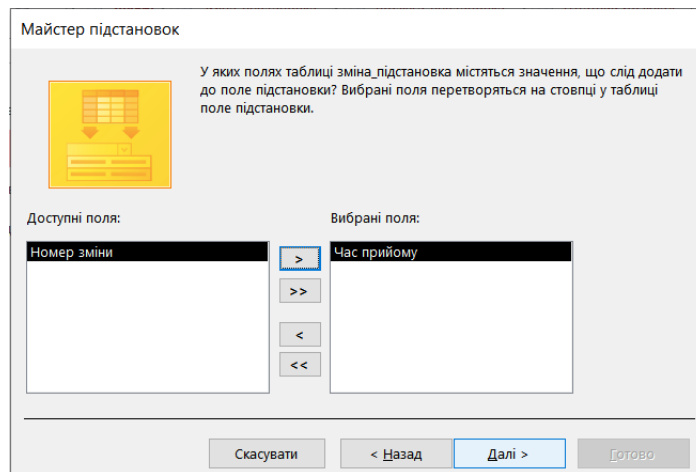 Майстер підстановок
У яких полях таблиці зміна_підстановка містяться значення, що слід додати
до поле підстановки? Вибрані поля перетворяться на стовпці у таблиці
поле підстановки.
Доступні поля:
Вибрані поля:
Номер зміни
>
Час прийому
>>
<
<<
Скасувати
< Назад
Далі >
Готово